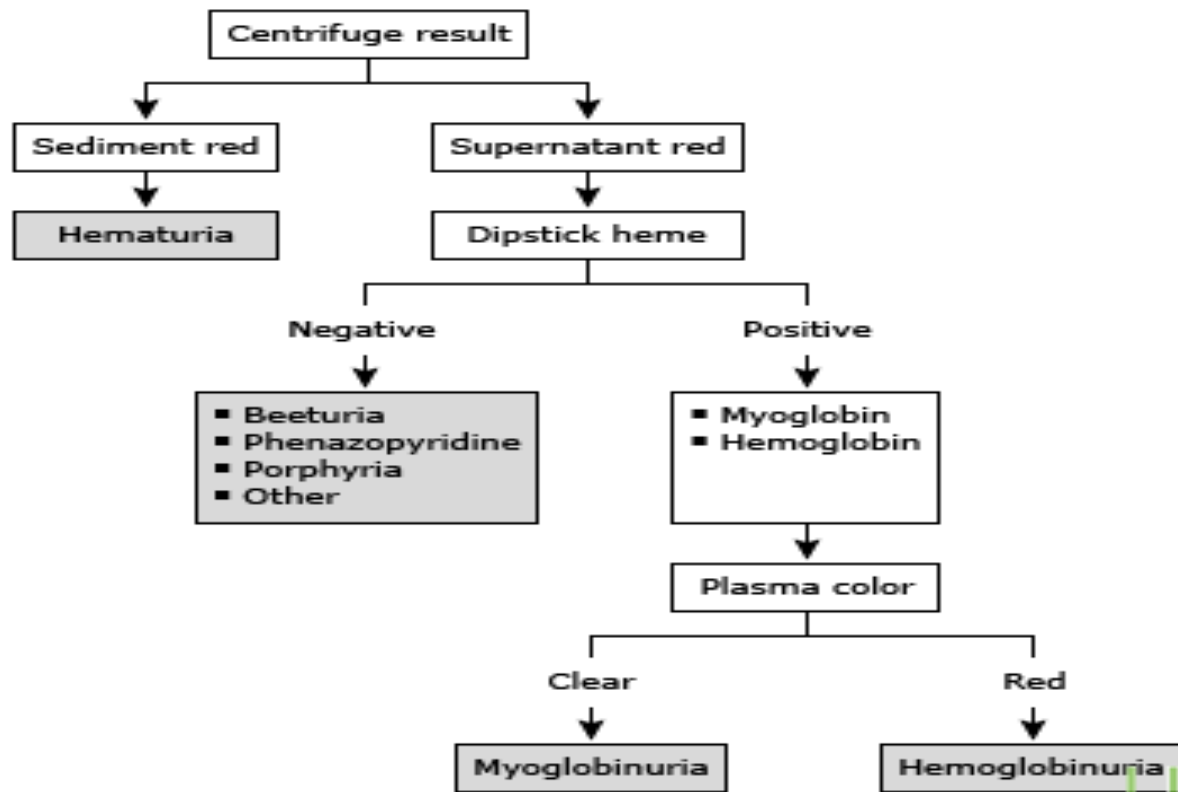 Centrifuge result
Sediment red
Supernatant red
Hematuria
Dipstick heme
Negative
Positive
▪ Beeturia
▪ Phenazopyridine
▪ Porphyria
▪ Other
▪ Myoglobin
▪ Hemoglobin
Plasma color
Clear
Red
Myoglobinuria
Hemoglobinuria